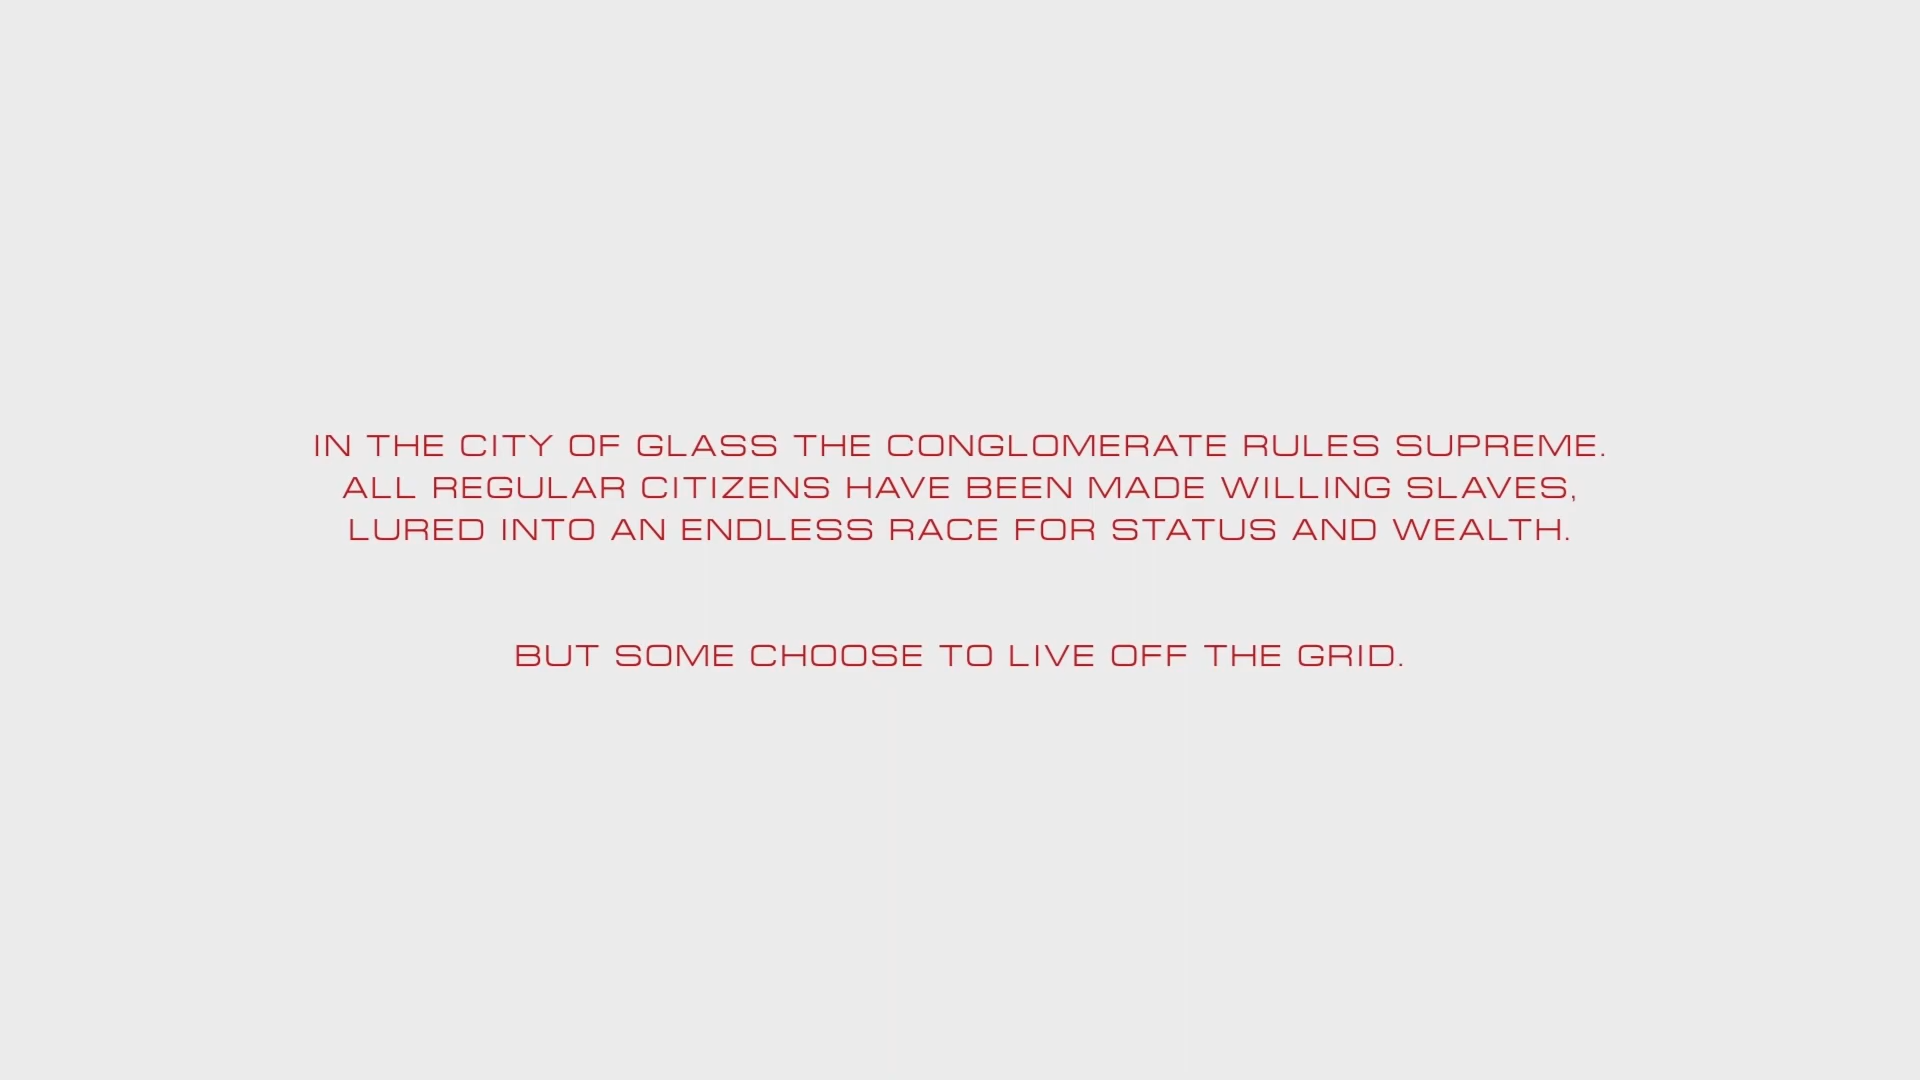 IN THE CITY OF GLASS THE CONGLOMERATE RULES SUPREME.
ALL REGULAR CITIZENS HAVE BEEN MADE WILLING SLAVES,
LURED INTO AN ENDLESS RACE FOR STATUS AND WEALTH.
BUT SOME CHOOSE TO LIVE OFF THE GRID.